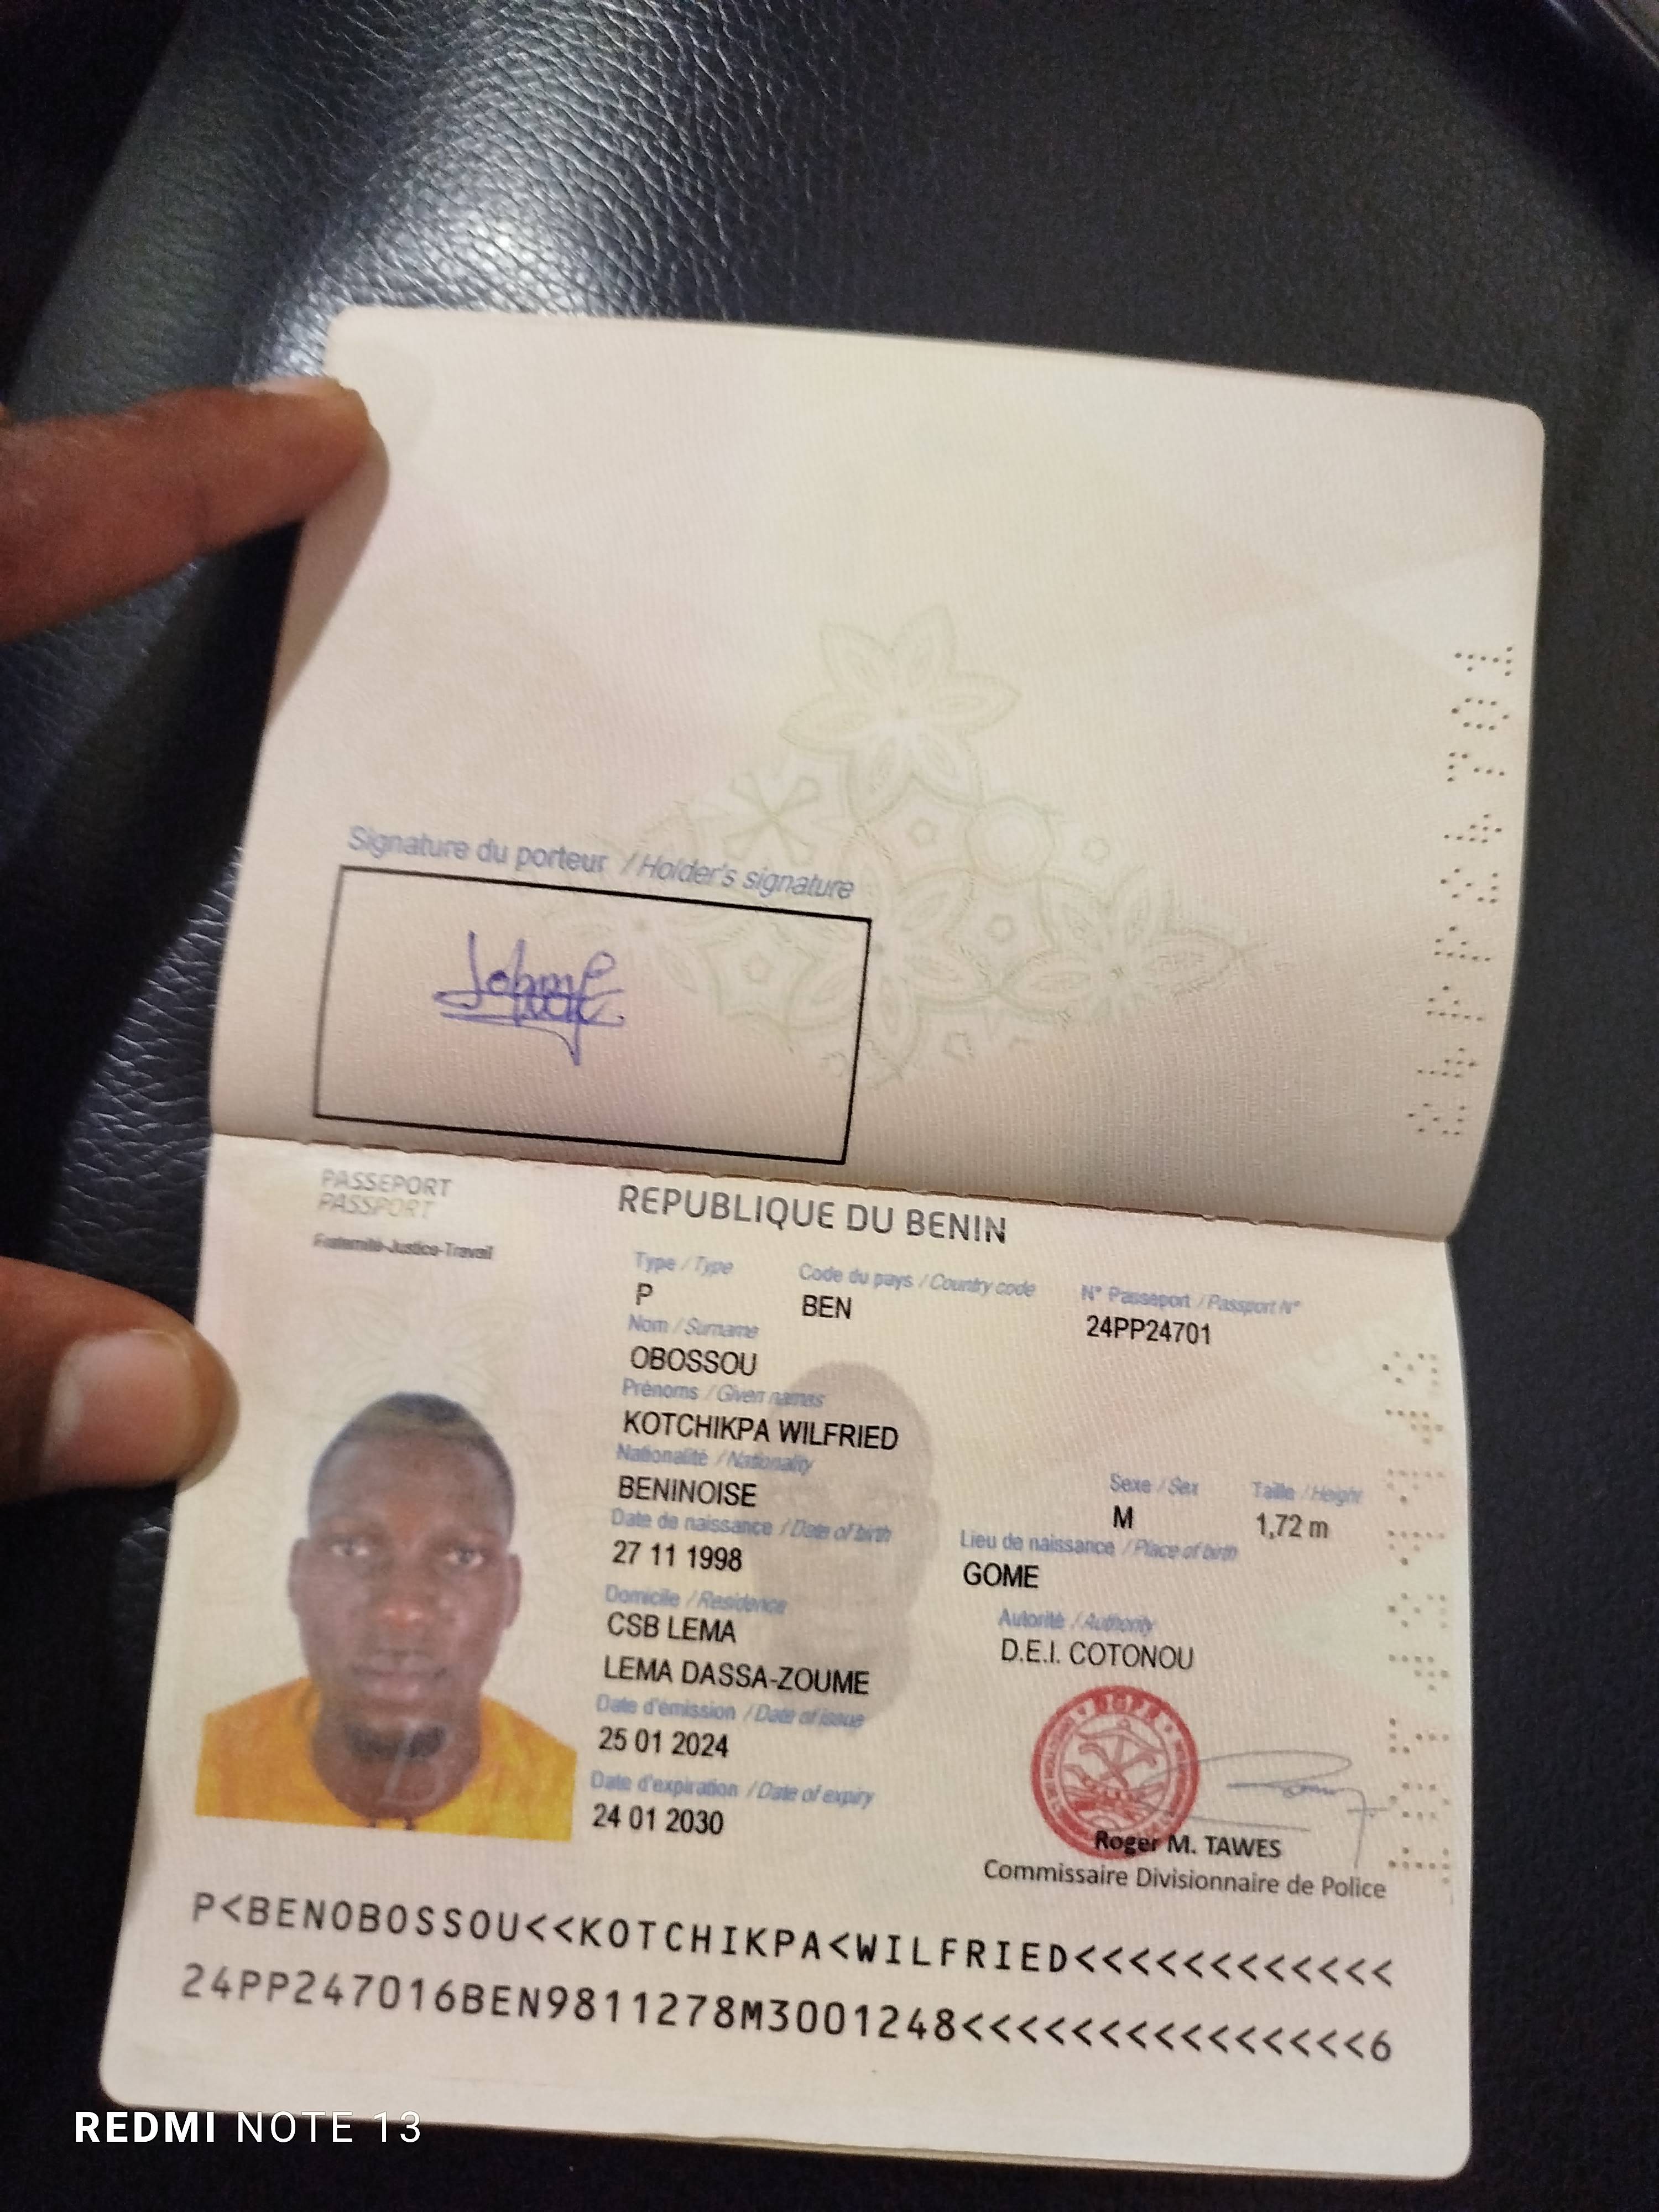 Signature du porteur / Holder's signature
PASSEPORT
PASSPORT
Fraternité-Justice-Travail
REPUBLIQUE DU BENIN
Type / Type
Code du pays / Country code
N° Passeport / Passport N°
P
BEN
24PP24701
Nom / Surname
OBOSSOU
Prénoms / Given names
KOTCHIKPA WILFRIED
Nationalité / Nationality
BENINOISE
Sexe / Sex
Taille / Height
M
1,72 m
Date de naissance / Date of birth
27 11 1998
Lieu de naissance / Place of birth
GOME
Domicile / Residence
CSB LEMA
LEMA DASSA-ZOUME
Autorité / Authority
D.E.I. COTONOU
Date d'émission / Date of issue
25 01 2024
Date d'expiration / Date of expiry
24 01 2030
Roger M. TAWES
Commissaire Divisionnaire de Police
P<BENOBOSSOU<<KOTCHIKPA<WILFRIED<<<<<<<<<<<<
24PP247016BEN9811278M3001248<<<<<<<<<<<<<<<6
REDMI NOTE 13